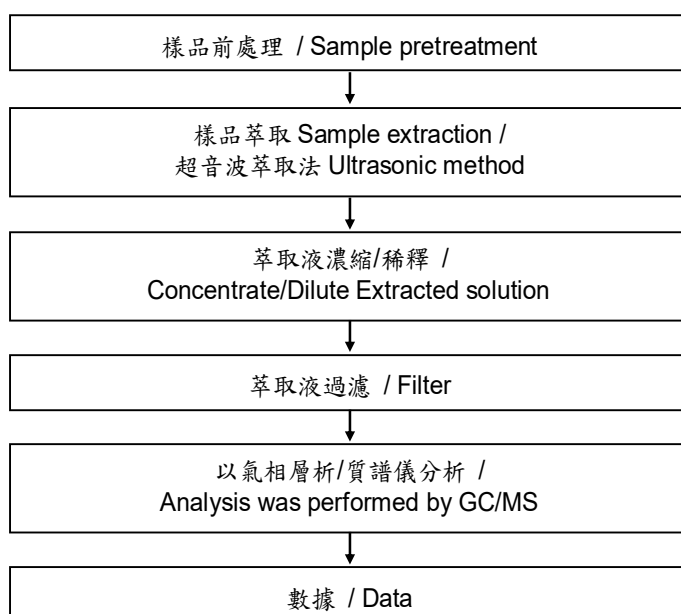 樣品前處理 / Sample pretreatment
樣品萃取 Sample extraction /
超音波萃取法 Ultrasonic method
萃取液濃縮/稀釋 /
Concentrate/Dilute Extracted solution
萃取液過濾 / Filter
以氣相層析/質譜儀分析 /
Analysis was performed by GC/MS
數據 / Data